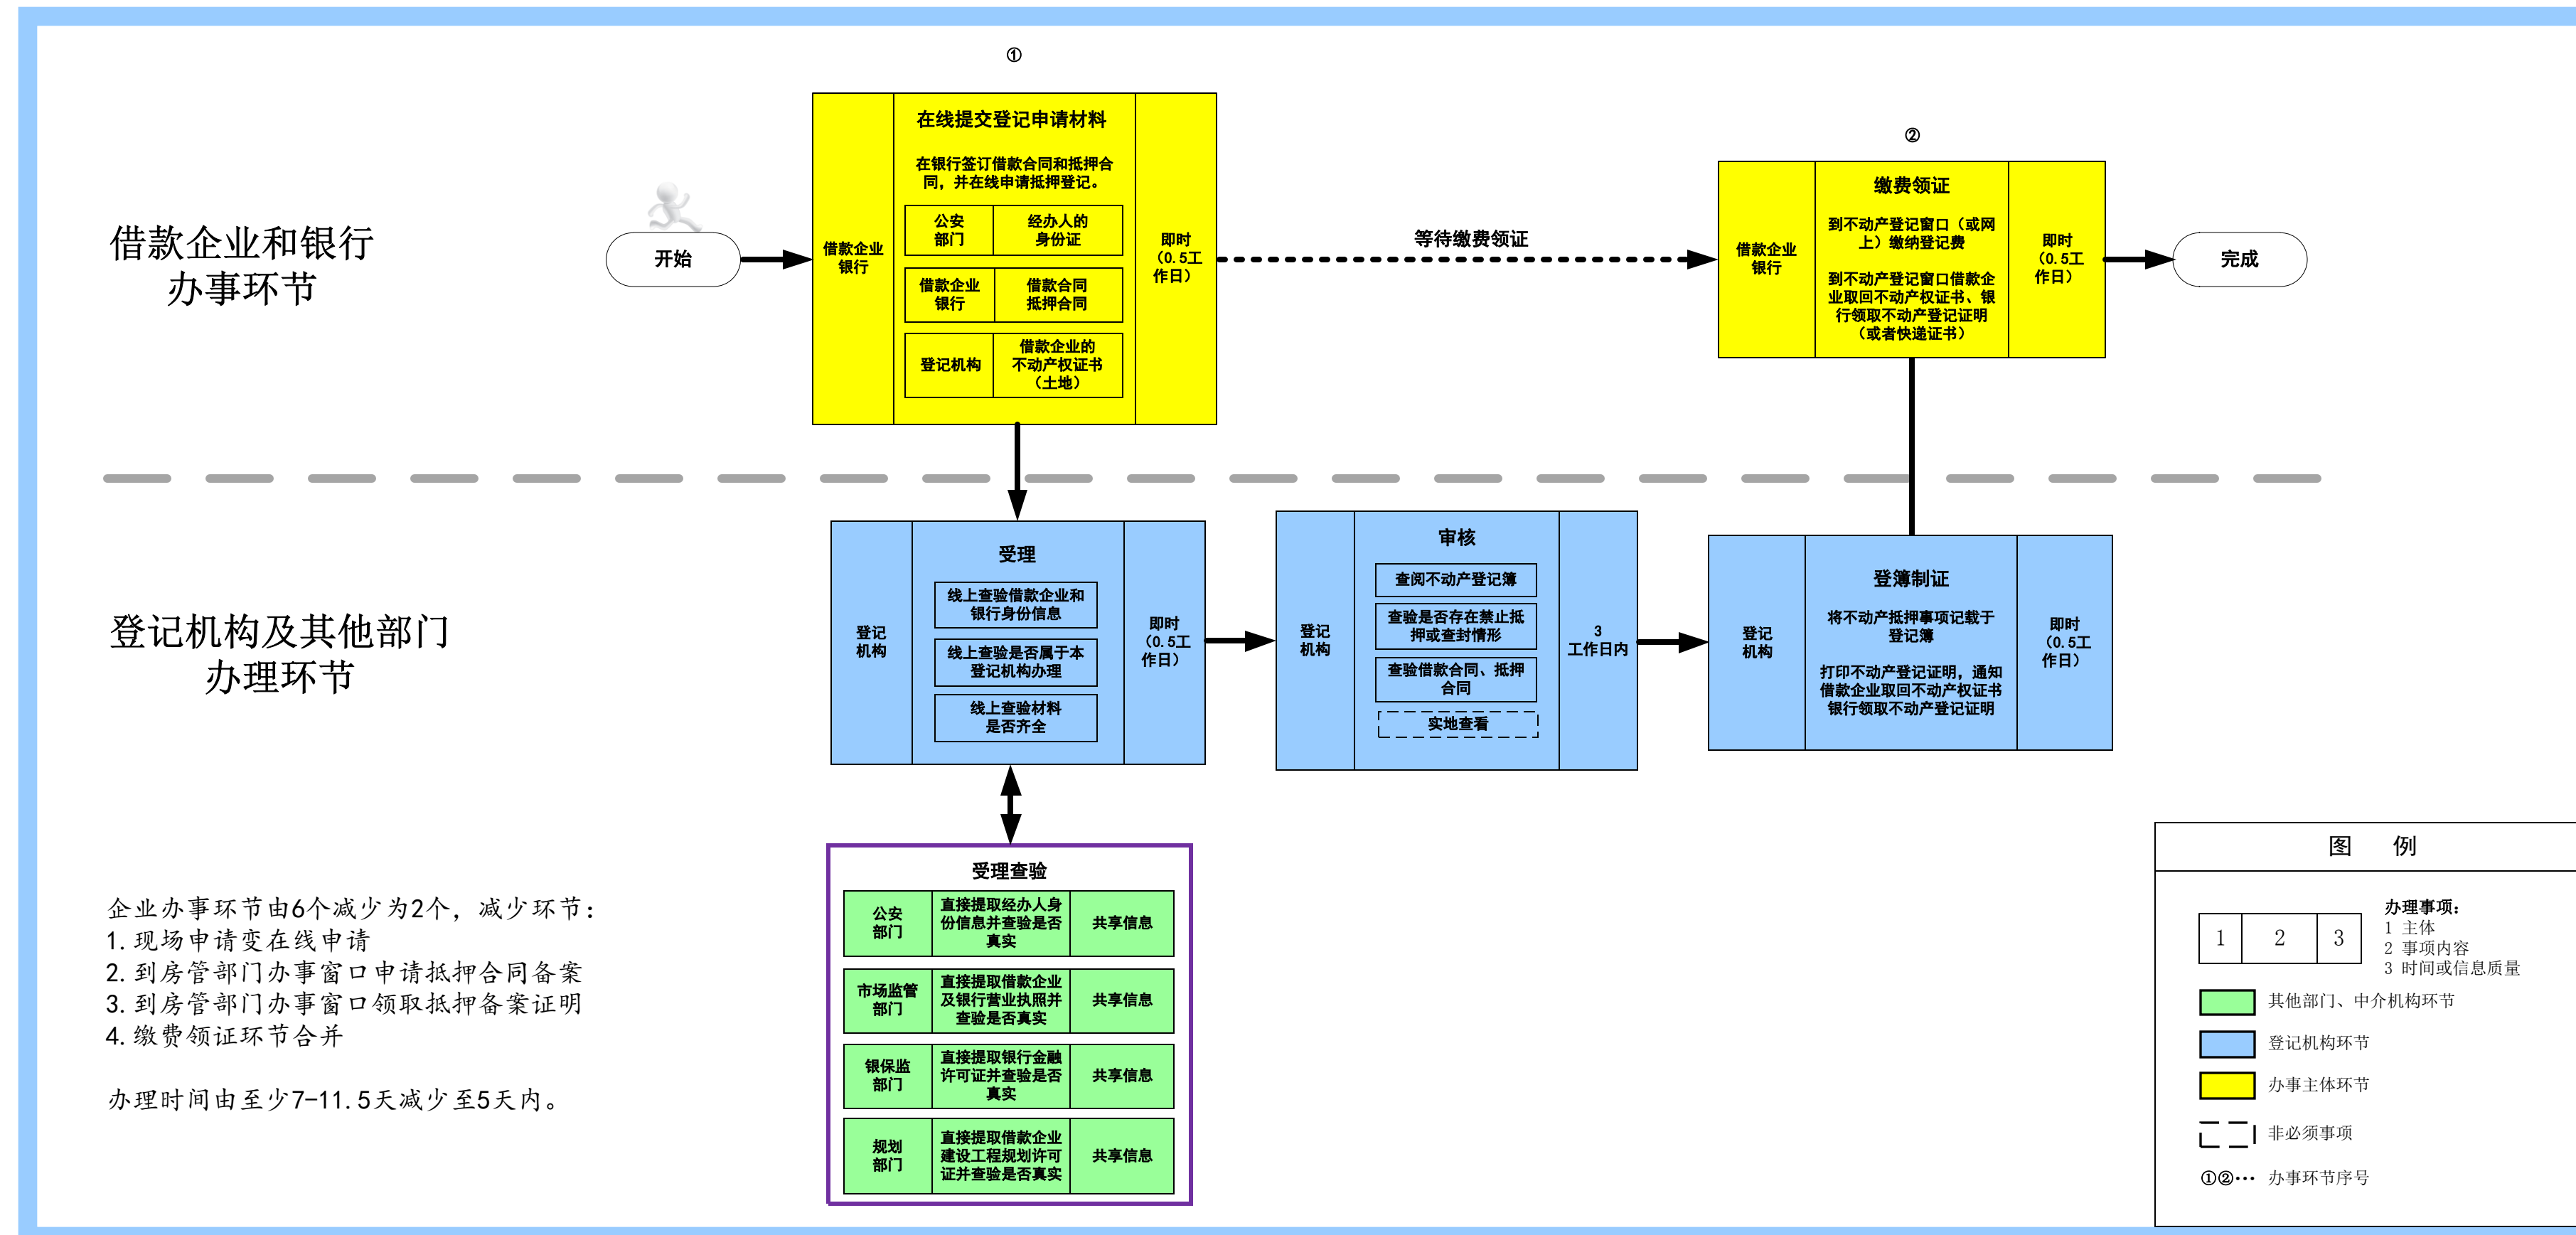 ①
在线提交登记申请材料
在银行签订借款合同和抵押合
同，并在线申请抵押登记。
公安
部门
经办人的
身份证
借款企业
银行
借款企业
银行
借款合同
抵押合同
登记机构
借款企业的
不动产权证书
（土地）
即时
（0.5工
作日）
借款企业和银行
办事环节
开始
等待缴费领证
②
借款企业
银行
缴费领证
到不动产登记窗口（或网
上）缴纳登记费
到不动产登记窗口借款企
业取回不动产权证书、银
行领取不动产登记证明
（或者快递证书）
即时
（0.5工
作日）
完成
登记机构及其他部门
办理环节
登记
机构
受理
线上查验借款企业和
银行身份信息
线上查验是否属于本
登记机构办理
线上查验材料
是否齐全
即时
（0.5工
作日）
登记
机构
审核
查阅不动产登记簿
查验是否存在禁止抵
押或查封情形
查验借款合同、抵押
合同
实地查看
3
工作日内
登记
机构
登簿制证
将不动产抵押事项记载于
登记簿
打印不动产登记证明，通知
借款企业取回不动产权证书
银行领取不动产登记证明
即时
（0.5工
作日）
受理查验
公安
部门
直接提取经办人身
份信息并查验是否
真实
共享信息
市场监管
部门
直接提取借款企业
及银行营业执照并
查验是否真实
共享信息
银保监
部门
直接提取银行金融
许可证并查验是否
真实
共享信息
规划
部门
直接提取借款企业
建设工程规划许可
证并查验是否真实
共享信息
企业办事环节由6个减少为2个，减少环节：
1.现场申请变在线申请
2.到房管部门办事窗口申请抵押合同备案
3.到房管部门办事窗口领取抵押备案证明
4.缴费领证环节合并
办理时间由至少7-11.5天减少至5天内。
图 例
1 2 3
办理事项：
1 主体
2 事项内容
3 时间或信息质量
其他部门、中介机构环节
登记机构环节
办事主体环节
非必须事项
①②··· 办事环节序号